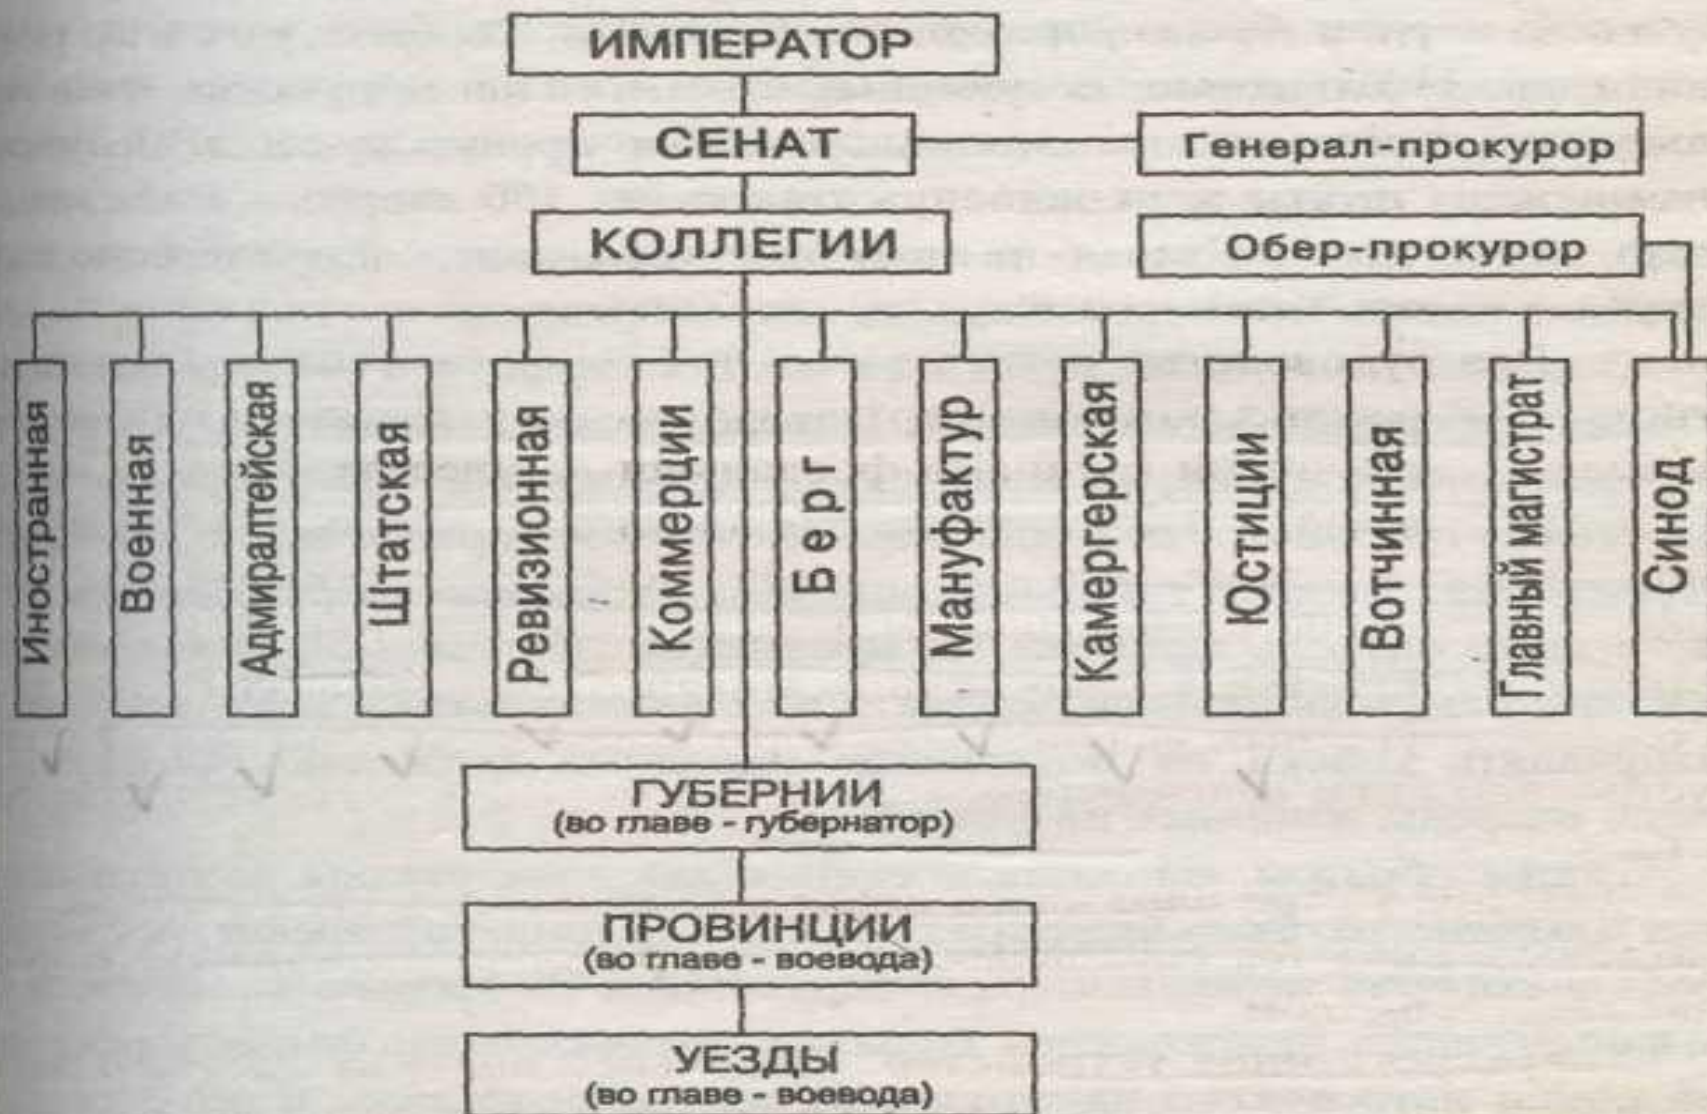 ИМПЕРАТОР
СЕНАТ
Генерал-прокурор
КОЛЛЕГИИ
Обер-прокурор
Иностранная
Военная
Адмиралтейская
Штатская
Ревизионная
Коммерции
Берг
Мануфактур
Камергерская
Юстиции
Вотчинная
Главный магистрат
Синод
ГУБЕРНИИ
(во главе - губернатор)
ПРОВИНЦИИ
(во главе - воевода)
УЕЗДЫ
(во главе - воевода)